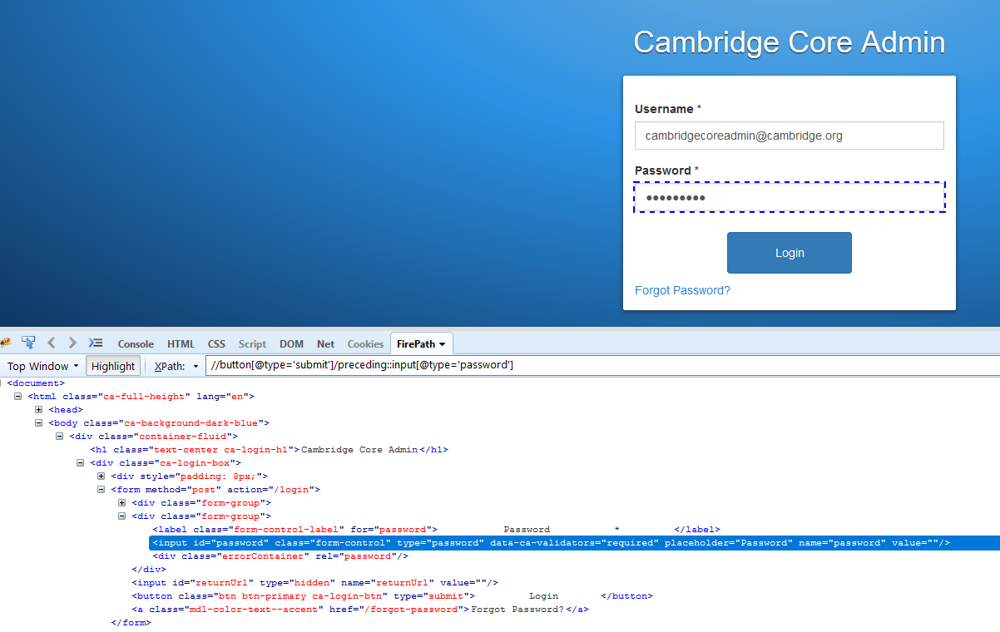 Cambridge Core Admin
Username *
cambridgecoreadmin@cambridge.org
Password *
●●●●●●●●●
Login
Forgot Password?
Console HTML CSS Script DOM Net Cookies FirePath
Top Window Highlight XPath: //button[@type='submit']/preceding::input[@type='password']
<document>
<html class="ca-full-height" lang="en">
<head>
<body class="ca-background-dark-blue">
<div class="container-fluid">
<h1 class="text-center ca-login-h1">Cambridge Core Admin</h1>
<div class="ca-login-box">
<div style="padding: 8px;">
<form method="post" action="/login">
<div class="form-group">
<div class="form-group">
<label class="form-control-label" for="password"> Password * </label>
<input id="password" class="form-control" type="password" data-ca-validators="required" placeholder="Password" name="password" value=""/>
<div class="errorContainer" rel="password"/>
</div>
<input id="returnUrl" type="hidden" name="returnUrl" value=""/>
<button class="btn btn-primary ca-login-btn" type="submit"> Login </button>
<a class="mdl-color-text--accent" href="/forgot-password">Forgot Password?</a>
</form>